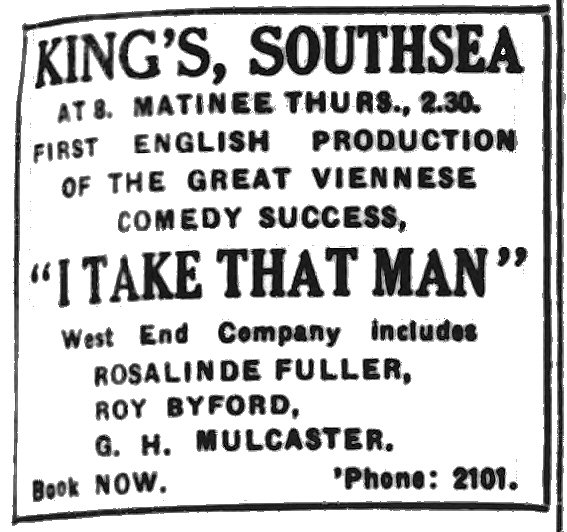 KING'S, SOUTHSEA
AT 8. MATINEE THURS., 2.30.
FIRST ENGLISH PRODUCTION
OF THE GREAT VIENNESE
COMEDY SUCCESS,
"I TAKE THAT MAN"
West End Company includes
ROSALINDE FULLER,
ROY BYFORD,
G. H. MULCASTER.
Book NOW. 'Phone: 2101.